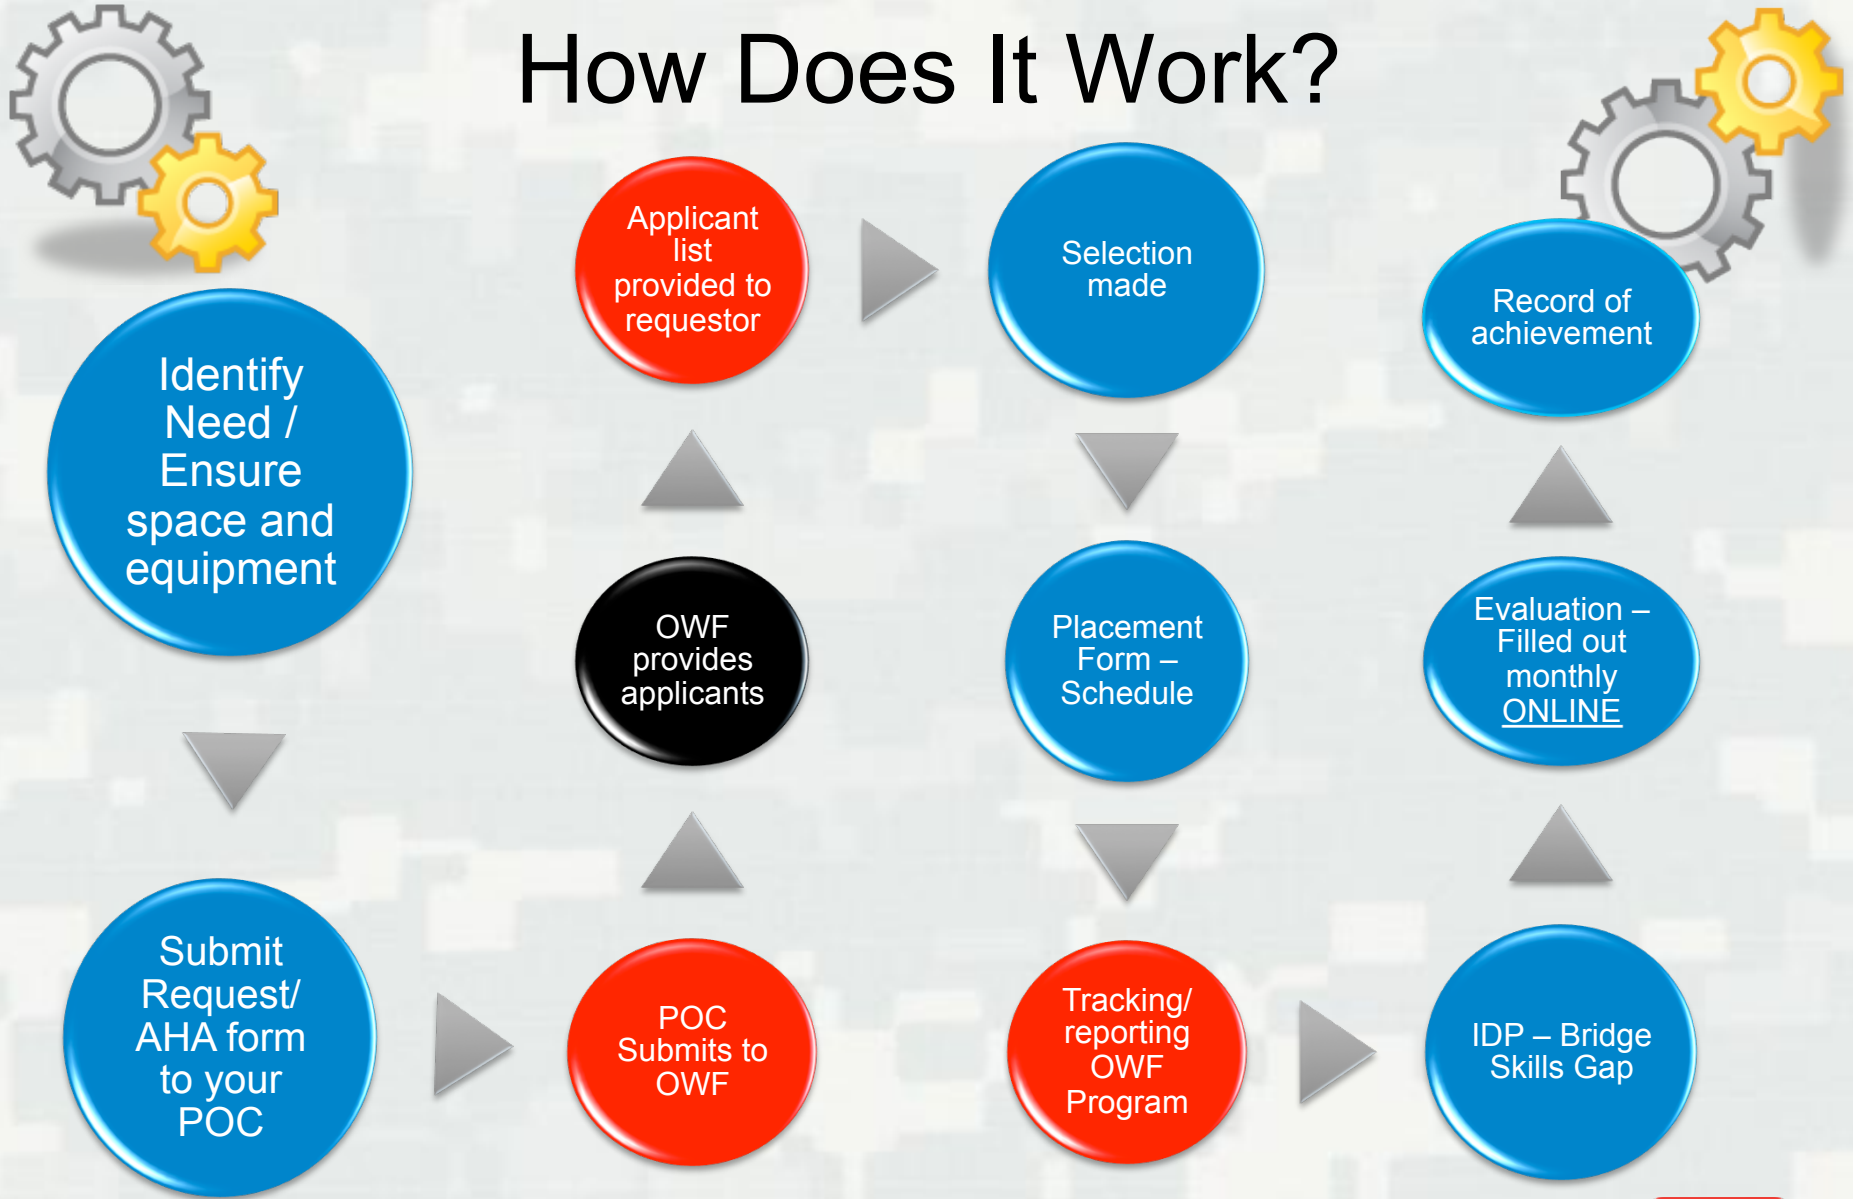 How Does It Work?
Identify
Need /
Ensure
space and
equipment
Submit
Request/
AHA form
to your
POC
POC
Submits to
OWF
OWF
provides
applicants
Applicant
list
provided to
requestor
Selection
made
Placement
Form –
Schedule
Tracking/
reporting
OWF
Program
IDP – Bridge
Skills Gap
Evaluation –
Filled out
monthly
ONLINE
Record of
achievement